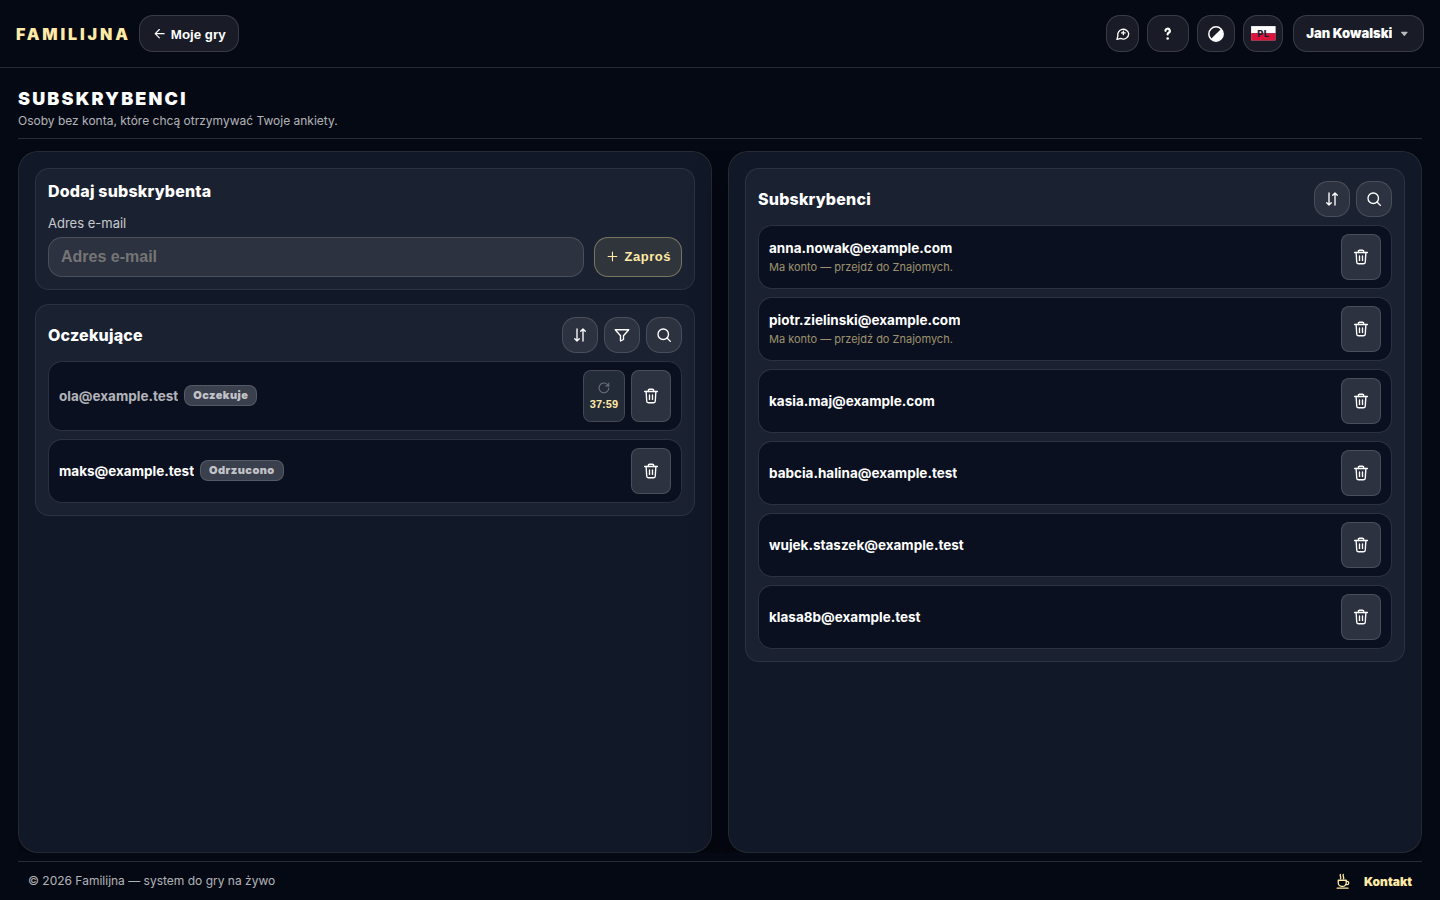 FAMILIJNA
Moje gry
?
PL
Jan Kowalski
SUBSKRYBENCI
Osoby bez konta, które chcą otrzymywać Twoje ankiety.
Dodaj subskrybenta
Adres e-mail
Adres e-mail
Zaproś
Oczekujące
ola@example.test Oczekuje
37:59
maks@example.test Odrzucono
Subskrybenci
anna.nowak@example.com
Ma konto — przejdź do Znajomych.
piotr.zielinski@example.com
Ma konto — przejdź do Znajomych.
kasia.maj@example.com
babcia.halina@example.test
wujek.staszek@example.test
klasa8b@example.test
© 2026 Familijna — system do gry na żywo
Kontakt